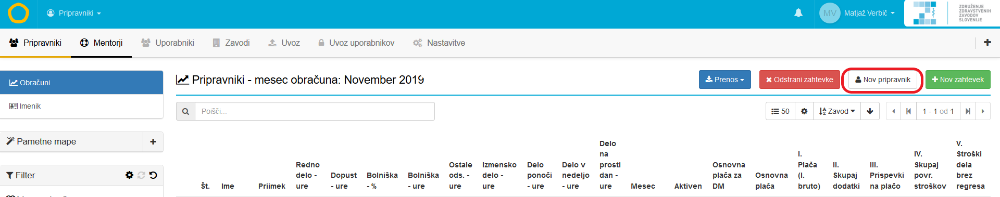 Pripravniki
MV Matjaž Verbič
ZDRUŽENJE
ZDRAVSTVENIH
ZAVODOV
SLOVENIJE
Pripravniki Mentorji Uporabniki Zavodi Uvoz Uvoz uporabnikov Nastavitve
Obračuni
Imenik
Pametne mape
Filter
Pripravniki - mesec obračuna: November 2019
Prenos Odstrani zahtevke Nov pripravnik Nov zahtevek
Poišči...
50 Zavod 1 - 1 od 1
Št.
Ime
Priimek
Redno
delo -
ure
Dopust
- ure
Bolniška
- %
Bolniška
- ure
Ostale
ods. -
ure
Izmensko
delo -
ure
Delo
ponoči
- ure
Delo v
nedeljo
- ure
Delo
na
prosti
dan -
ure
Mesec
Aktiven
Osnovna
plača za
DM
Osnovna
plača
I.
Plača
(I.
bruto)
II.
Skupaj
dodatki
III.
Prispevki
na plačo
IV.
Skupaj
povr.
stroškov
V.
Stroški
dela
brez
regresa